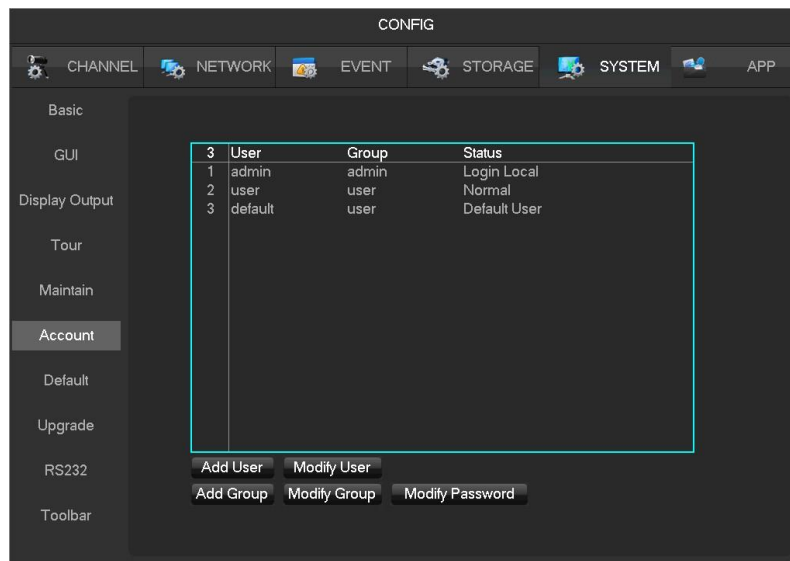 CONFIG
CHANNEL NETWORK EVENT STORAGE SYSTEM APP
Basic
GUI
Display Output
Tour
Maintain
Account
Default
Upgrade
RS232
Toolbar
3 User Group Status
1 admin admin Login Local
2 user user Normal
3 default user Default User
Add User Modify User
Add Group Modify Group Modify Password